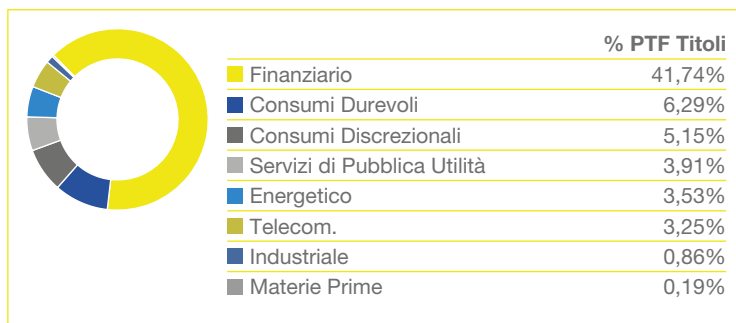 % PTF Titoli
Finanziario 41,74%
Consumi Durevoli 6,29%
Consumi Discrezionali 5,15%
Servizi di Pubblica Utilità 3,91%
Energetico 3,53%
Telecom. 3,25%
Industriale 0,86%
Materie Prime 0,19%